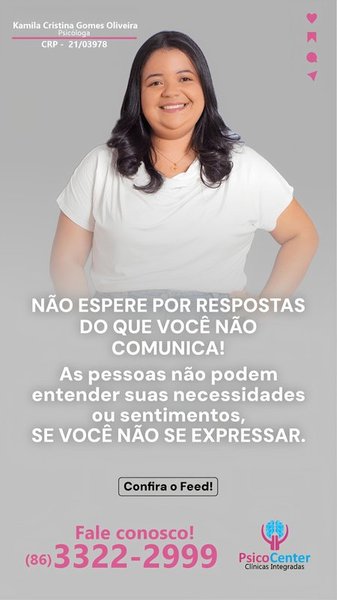 Kamila Cristina Gomes Oliveira
Psicóloga
CRP - 21/03978
NÃO ESPERE POR RESPOSTAS
DO QUE VOCÊ NÃO
COMUNICA!
As pessoas não podem
entender suas necessidades
ou sentimentos,
SE VOCÊ NÃO SE EXPRESSAR.
Confira o Feed!
Fale conosco!
(86) 3322-2999
PsicoCenter
Clínicas Integradas